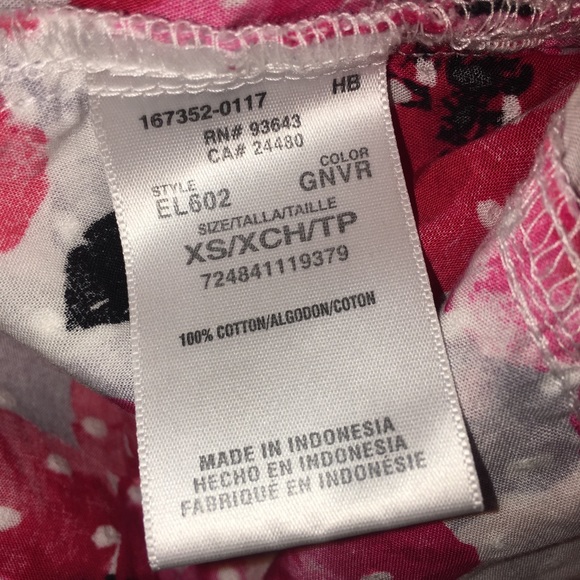 167352-0117 HB
RN# 93643
CA# 24480
STYLE COLOR
EL602 GNVR
SIZE/TALLA/TAILLE
XS/XCH/TP
724841119379
100% COTTON/ALGODON/COTON
MADE IN INDONESIA
HECHO EN INDONESIA
FABRIQUÉ EN INDONÉSIE